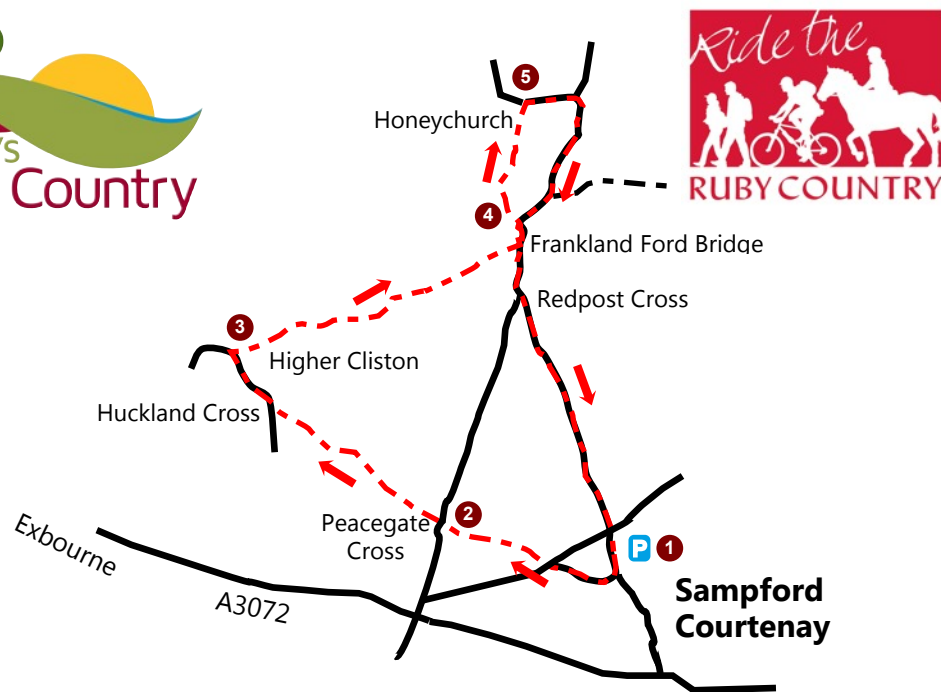 Country
Ride the
RUBY COUNTRY
5
Honeychurch
4
Frankland Ford Bridge
Redpost Cross
3
Higher Cliston
Huckland Cross
Peacegate
Cross
2
P
1
Exbourne
A3072
Sampford
Courtenay